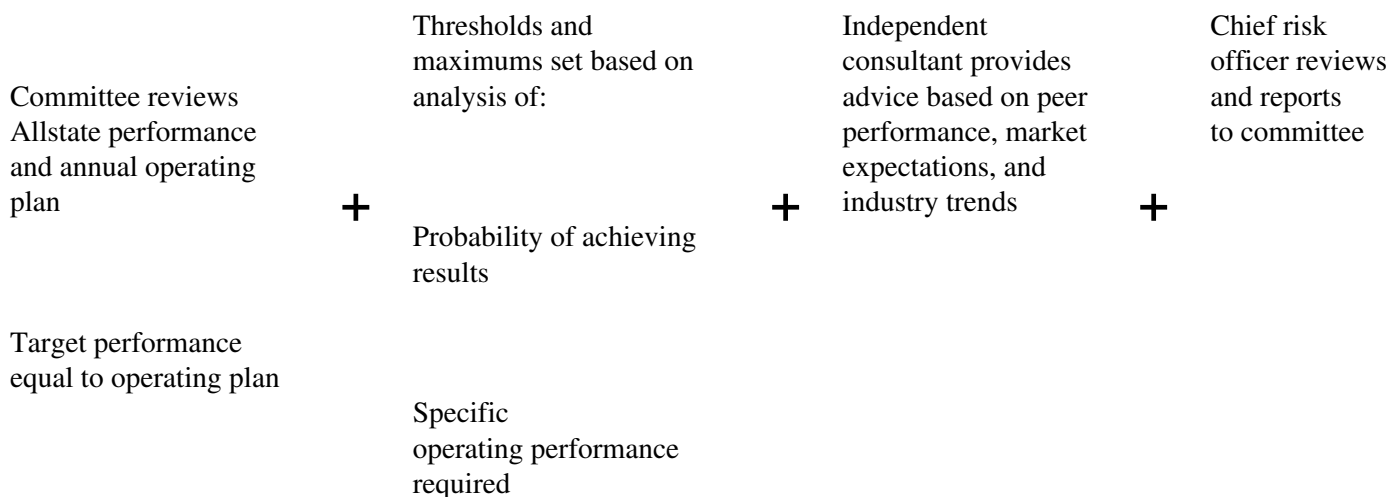 Committee reviews
Allstate performance
and annual operating
plan
Target performance
equal to operating plan
+
Thresholds and
maximums set based on
analysis of:
Probability of achieving
results
Specific
operating performance
required
+
Independent
consultant provides
advice based on peer
performance, market
expectations, and
industry trends
+
Chief risk
officer reviews
and reports
to committee